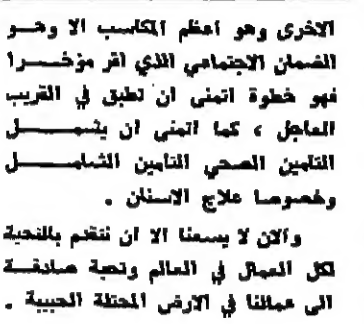 الاخرى وهو اعظم المكاسب الا وهو
الضمان الاجتماعي الذي اقر مؤخرا
فهو خطوة اتمنى ان تطبق في القريب
العاجل ، كما اتمنى ان يشمل
التامين الصحي التامين الشامل
وخصوصا علاج الاسنان .
والان لا يسعنا الا ان نتقدم بالتحية
لكل العمال في العالم وتحية صادقة
الى عمالنا في الارض المحتلة الحبيبة .